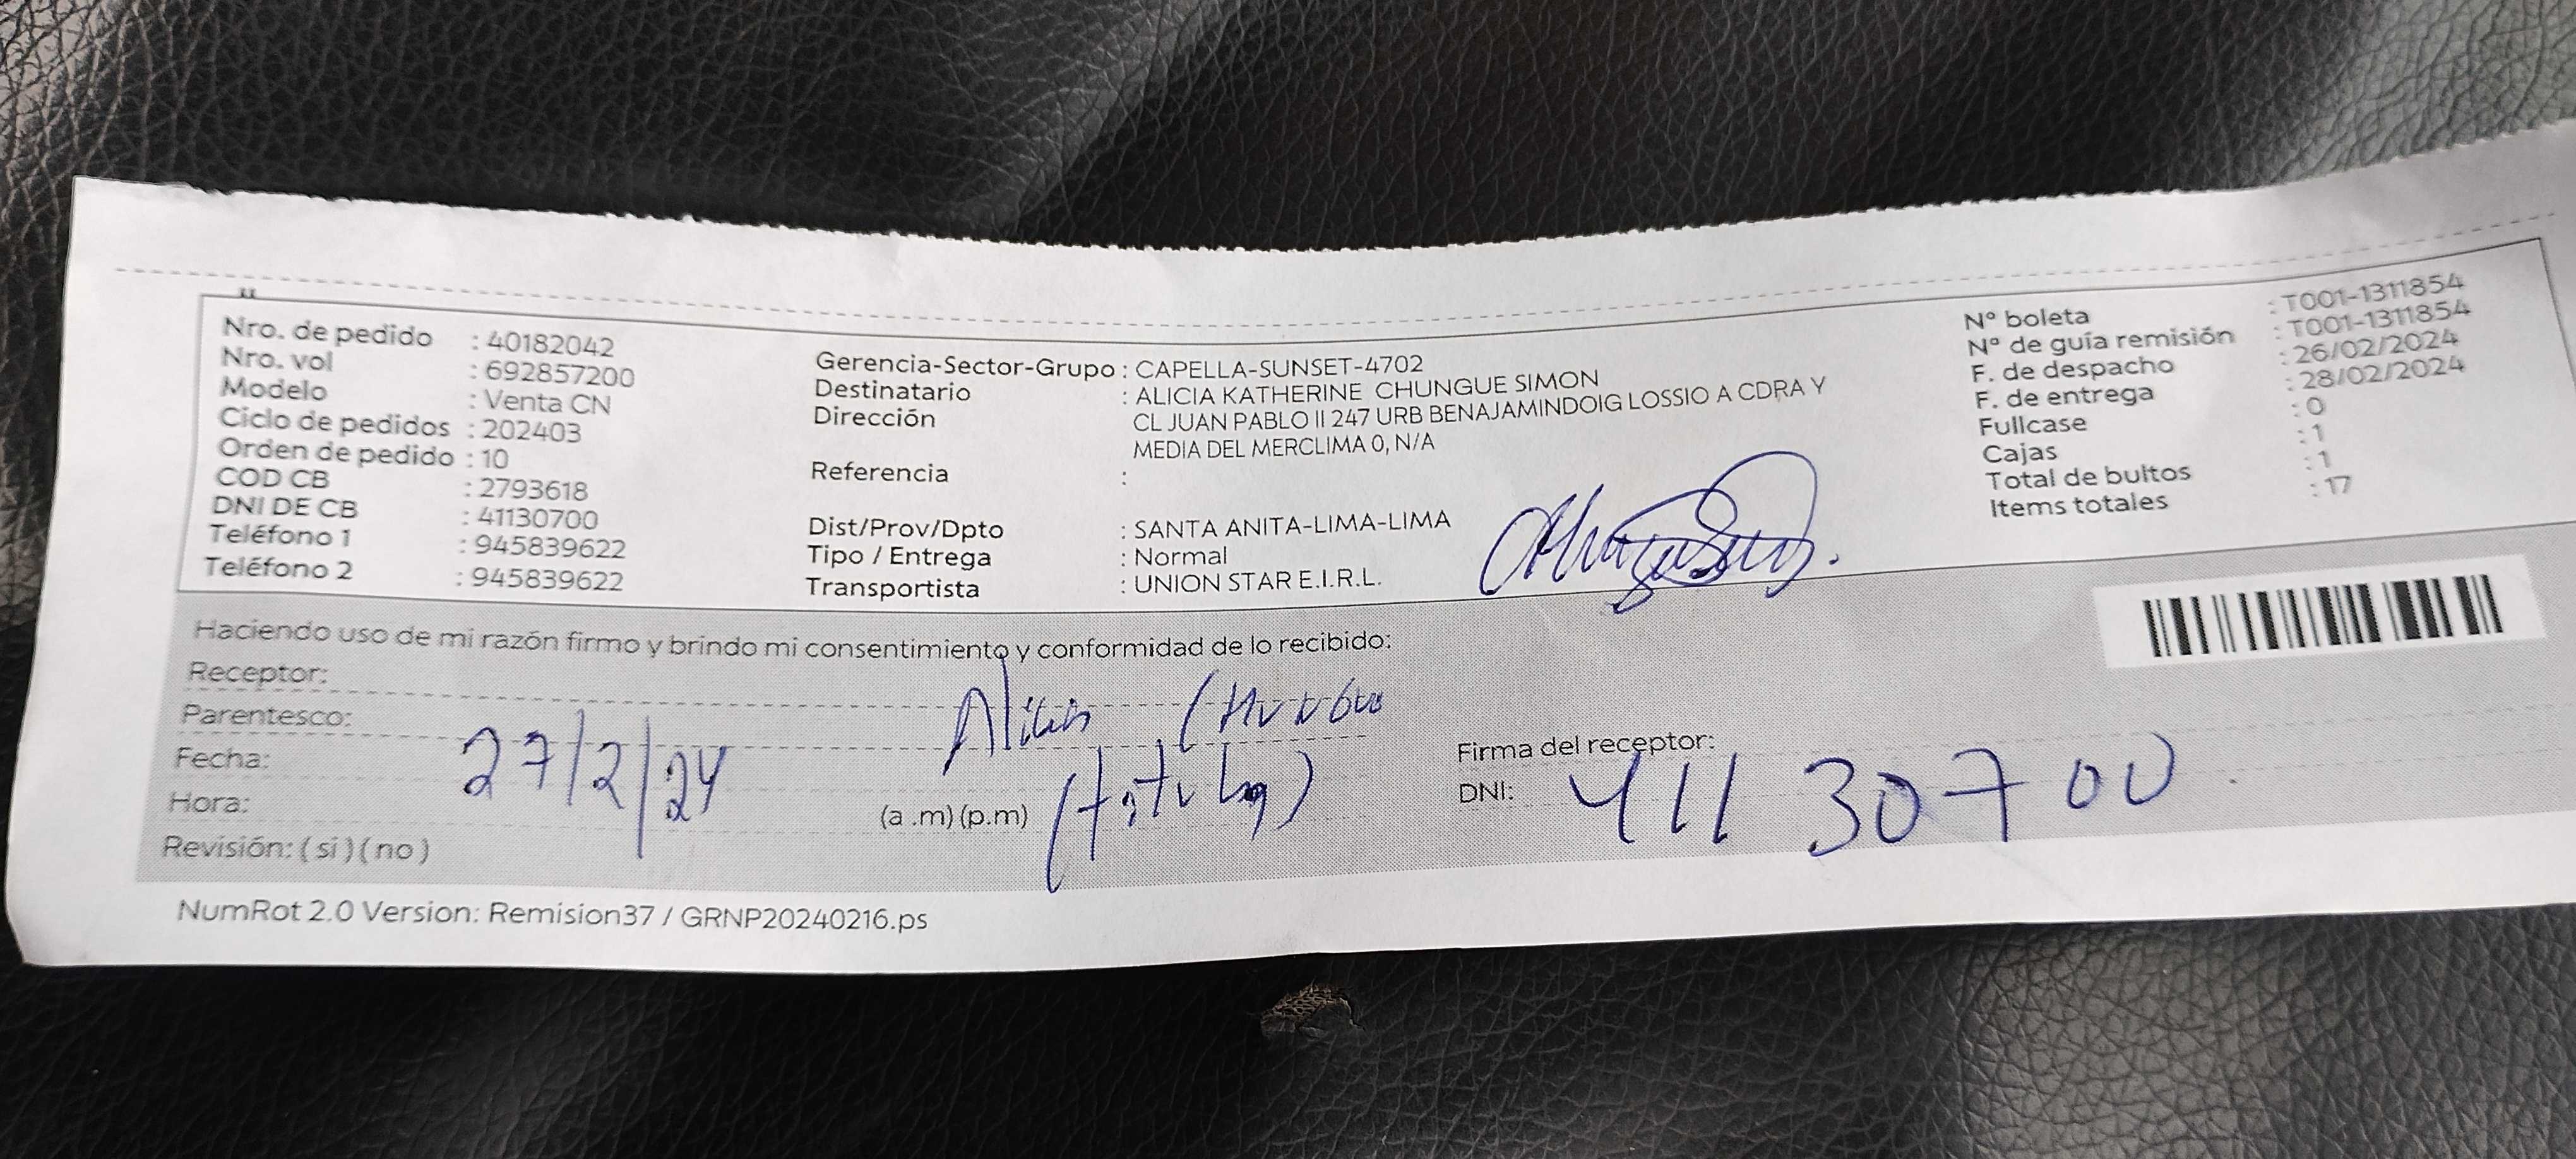 Nro. de pedido : 40182042
Nro. vol : 692857200
Modelo : Venta CN
Ciclo de pedidos : 202403
Orden de pedido : 10
COD CB : 2793618
DNI DE CB : 41130700
Teléfono 1 : 945839622
Teléfono 2 : 945839622
Gerencia-Sector-Grupo : CAPELLA-SUNSET-4702
Destinatario : ALICIA KATHERINE CHUNGUE SIMON
Dirección : CL JUAN PABLO II 247 URB BENAJAMINDOIG LOSSIO A CDRA Y
MEDIA DEL MERCLIMA 0, N/A
Referencia :
Dist/Prov/Dpto : SANTA ANITA-LIMA-LIMA
Tipo / Entrega : Normal
Transportista : UNION STAR E.I.R.L.
N° boleta : T001-1311854
N° de guía remisión : T001-1311854
F. de despacho : 26/02/2024
F. de entrega : 28/02/2024
Fullcase : 0
Cajas : 1
Total de bultos : 1
Items totales : 17
Haciendo uso de mi razón firmo y brindo mi consentimiento y conformidad de lo recibido:
Receptor:
Alicia
Parentesco:
(titular)
Fecha: 27/2/24
Hora: (a .m) (p.m)
Revisión: ( si ) ( no )
Firma del receptor:
DNI: 41130700
NumRot 2.0 Version: Remision37 / GRNP20240216.ps